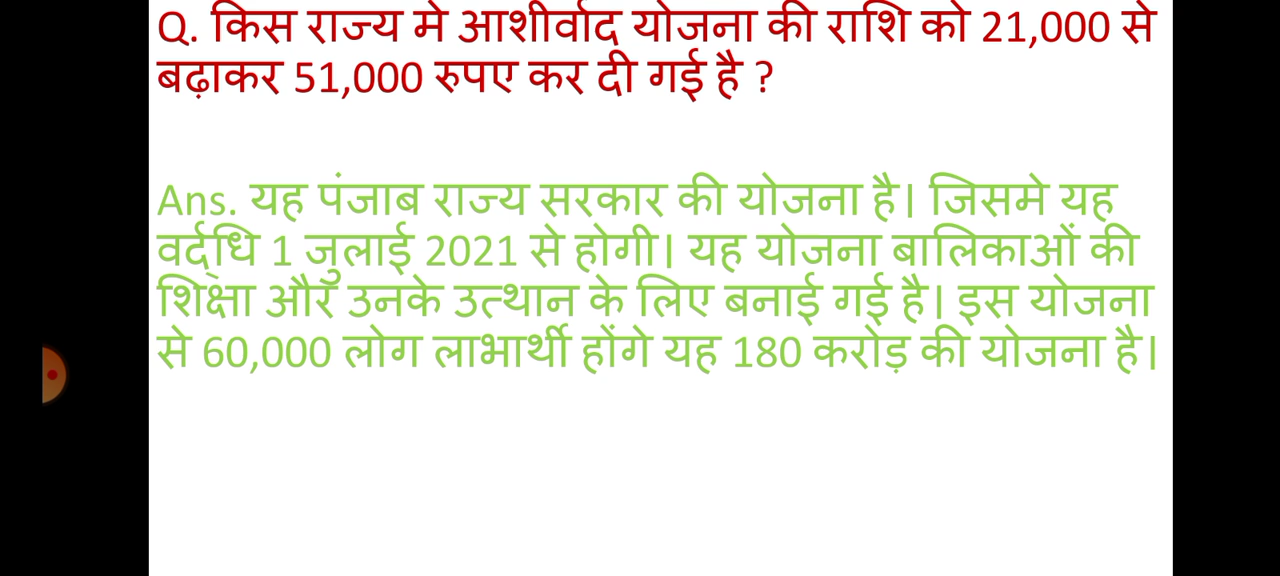 Q. किस राज्य मे आशीर्वाद योजना की राशि को 21,000 से
बढ़ाकर 51,000 रुपए कर दी गई है ?
Ans. यह पंजाब राज्य सरकार की योजना है। जिसमे यह
वर्द्धि 1 जुलाई 2021 से होगी। यह योजना बालिकाओं की
शिक्षा और उनके उत्थान के लिए बनाई गई है। इस योजना
से 60,000 लोग लाभार्थी होंगे यह 180 करोड़ की योजना है।